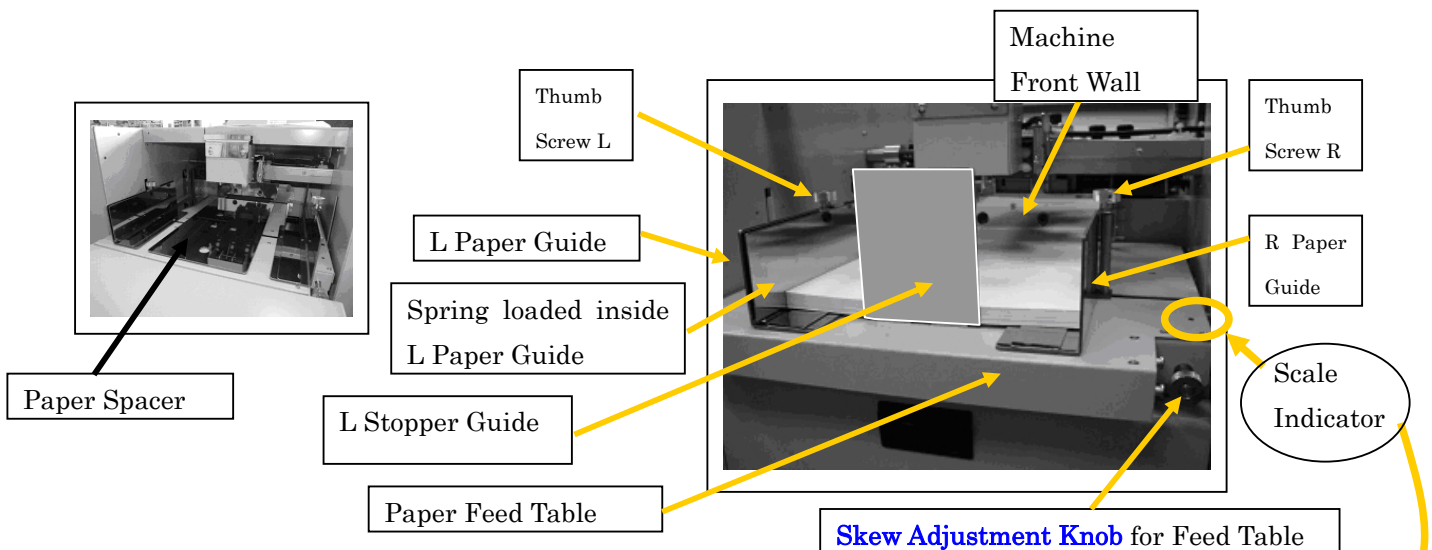 Machine
Front Wall
Thumb
Screw L
Thumb
Screw R
L Paper Guide
R Paper
Guide
Spring loaded inside
L Paper Guide
Paper Spacer
L Stopper Guide
Scale
Indicator
Paper Feed Table
Skew Adjustment Knob for Feed Table